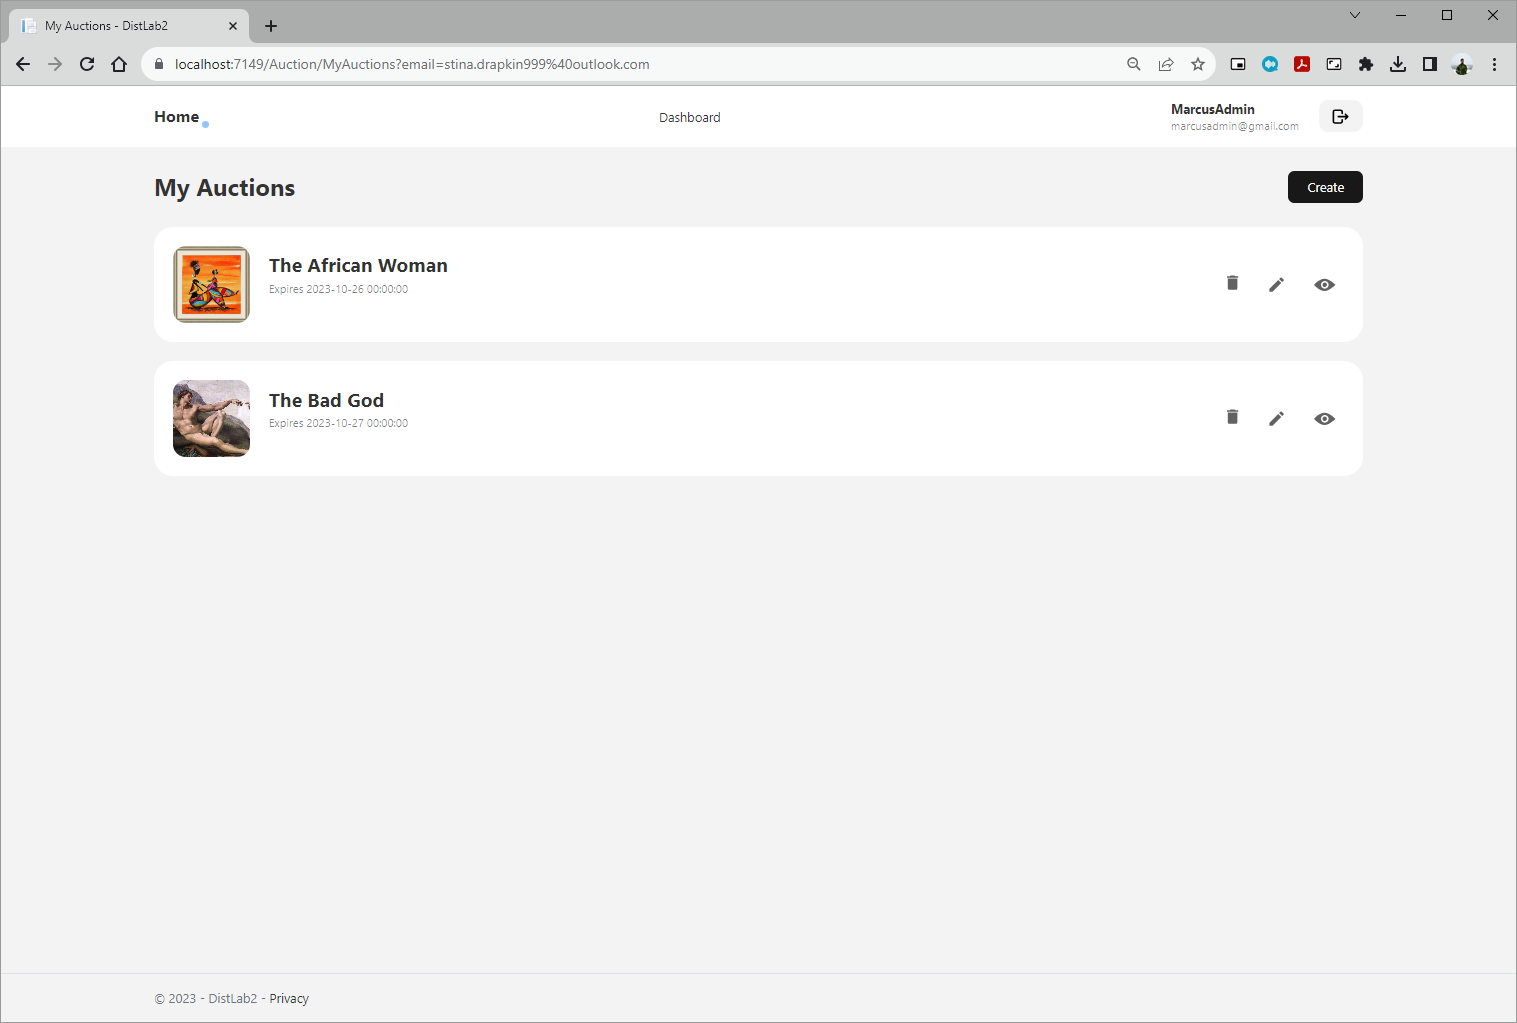 My Auctions - DistLab2
localhost:7149/Auction/MyAuctions?email=stina.drapkin999%40outlook.com
Home
Dashboard
MarcusAdmin
marcusadmin@gmail.com
My Auctions
Create
The African Woman
Expires 2023-10-26 00:00:00
The Bad God
Expires 2023-10-27 00:00:00
© 2023 - DistLab2 - Privacy